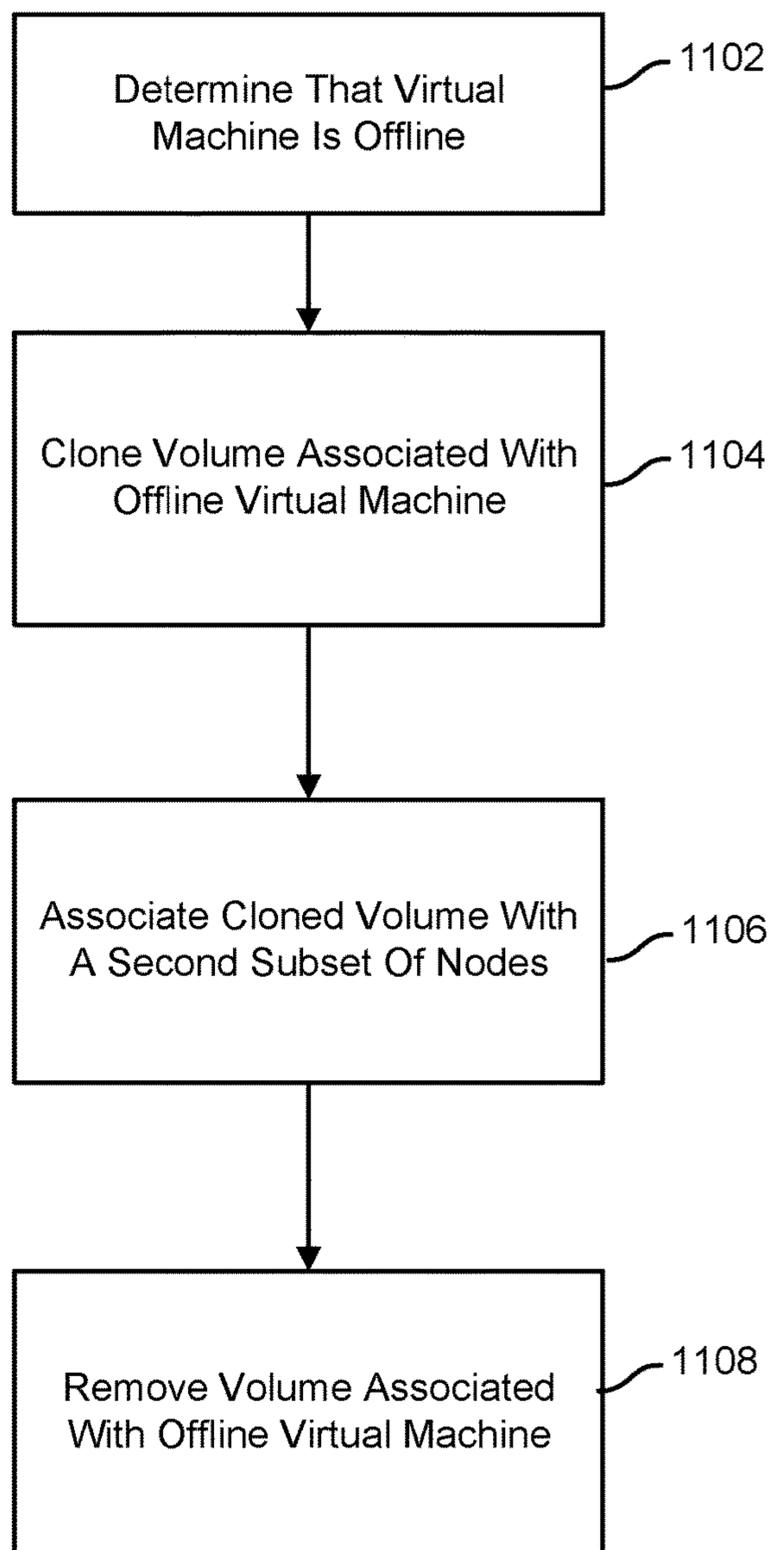 Determine That Virtual
Machine Is Offline
1102
Clone Volume Associated With
Offline Virtual Machine
1104
Associate Cloned Volume With
A Second Subset Of Nodes
1106
Remove Volume Associated
With Offline Virtual Machine
1108